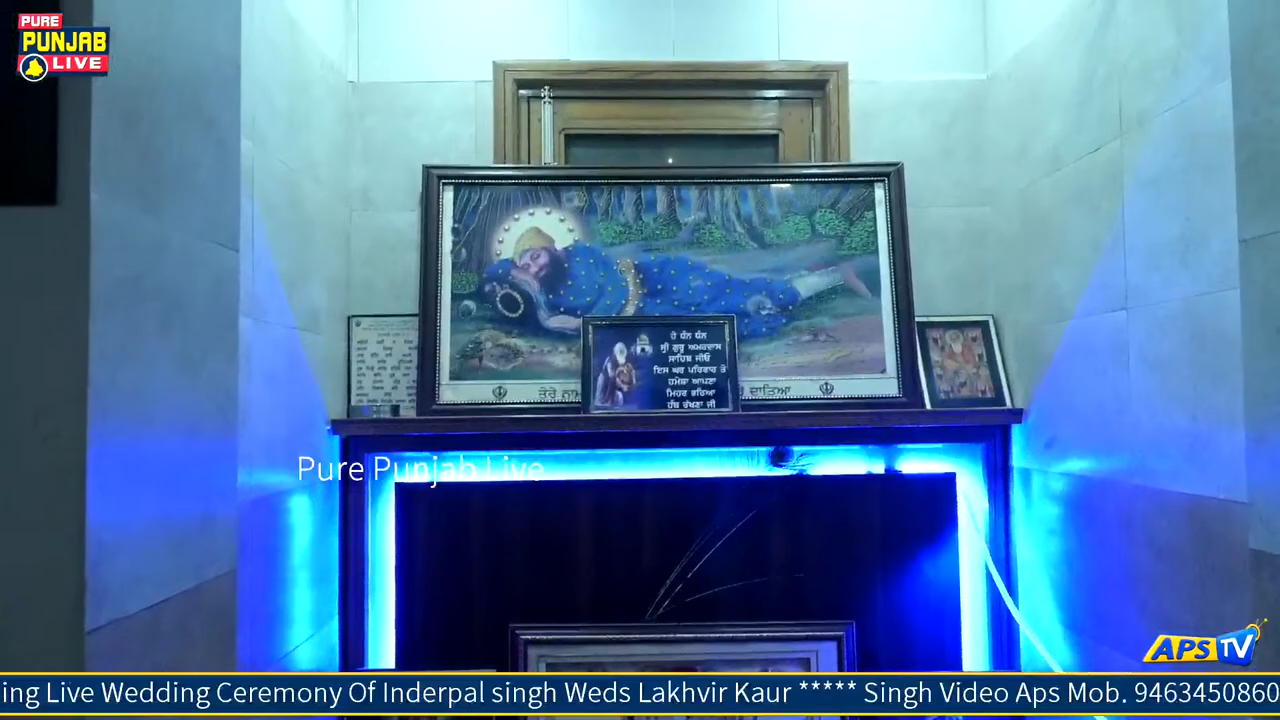 PURE
PUNJAB
LIVE
ਹੇ ਧੰਨ ਧੰਨ
ਸ੍ਰੀ ਗੁਰੂ ਅਮਰਦਾਸ
ਸਾਹਿਬ ਜੀਓ
ਇਸ ਘਰ ਪਰਿਵਾਰ ਤੇ
ਹਮੇਸ਼ਾ ਆਪਣਾ
ਮਿਹਰ ਭਰਿਆ
ਹੱਥ ਰੱਖਣਾ ਜੀ
ਤੇਰੇ ਦਾਤਿਆ
Pure Punjab Live
APS TV
ing Live Wedding Ceremony Of Inderpal singh Weds Lakhvir Kaur ***** Singh Video Aps Mob. 9463450860